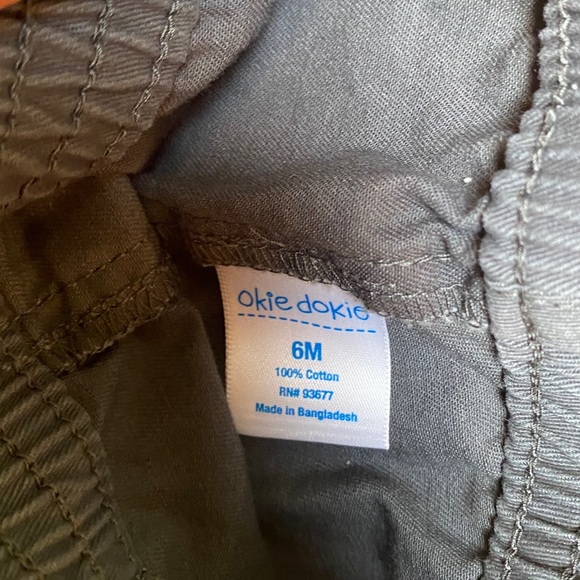 okie dokie
6M
100% Cotton
RN# 93677
Made in Bangladesh